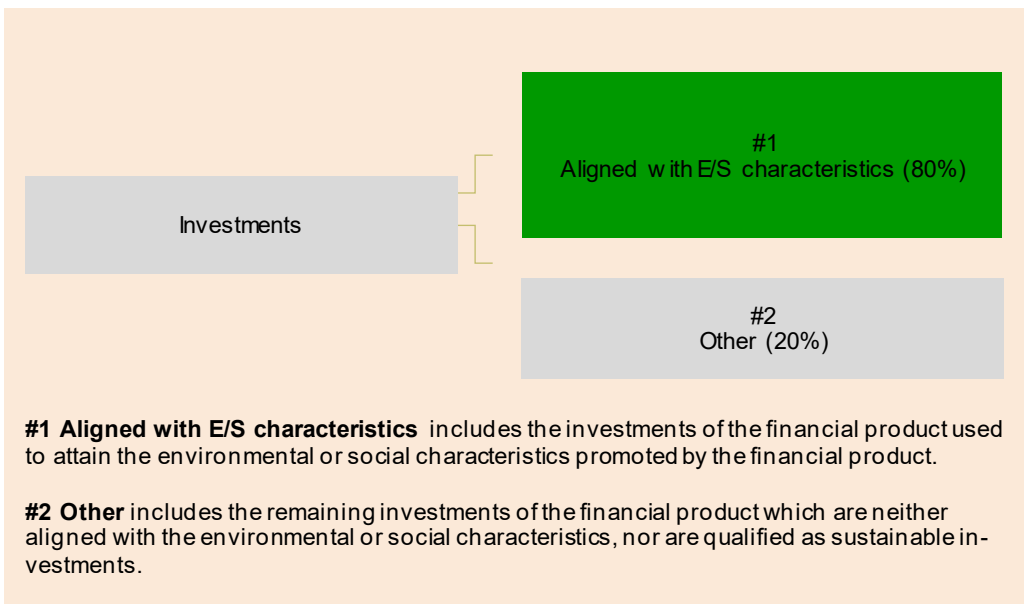 #1
Aligned with E/S characteristics (80%)
Investments
#2
Other (20%)
#1 Aligned with E/S characteristics includes the investments of the financial product used
to attain the environmental or social characteristics promoted by the financial product.
#2 Other includes the remaining investments of the financial product which are neither
aligned with the environmental or social characteristics, nor are qualified as sustainable in-
vestments.